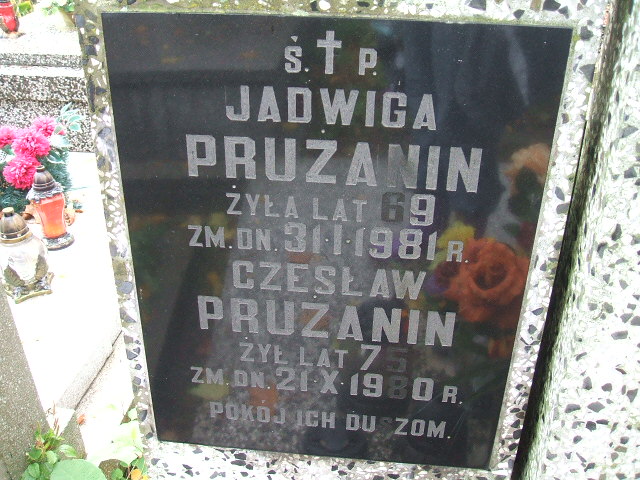 Ś. P.
JADWIGA
PRUZANIN
ŻYŁA LAT 69
ZM. DN. 31 I 1981 R.
CZESŁAW
PRUZANIN
ŻYŁ LAT 75
ZM. DN. 21 X 1980 R.
POKOJ ICH DUSZOM.